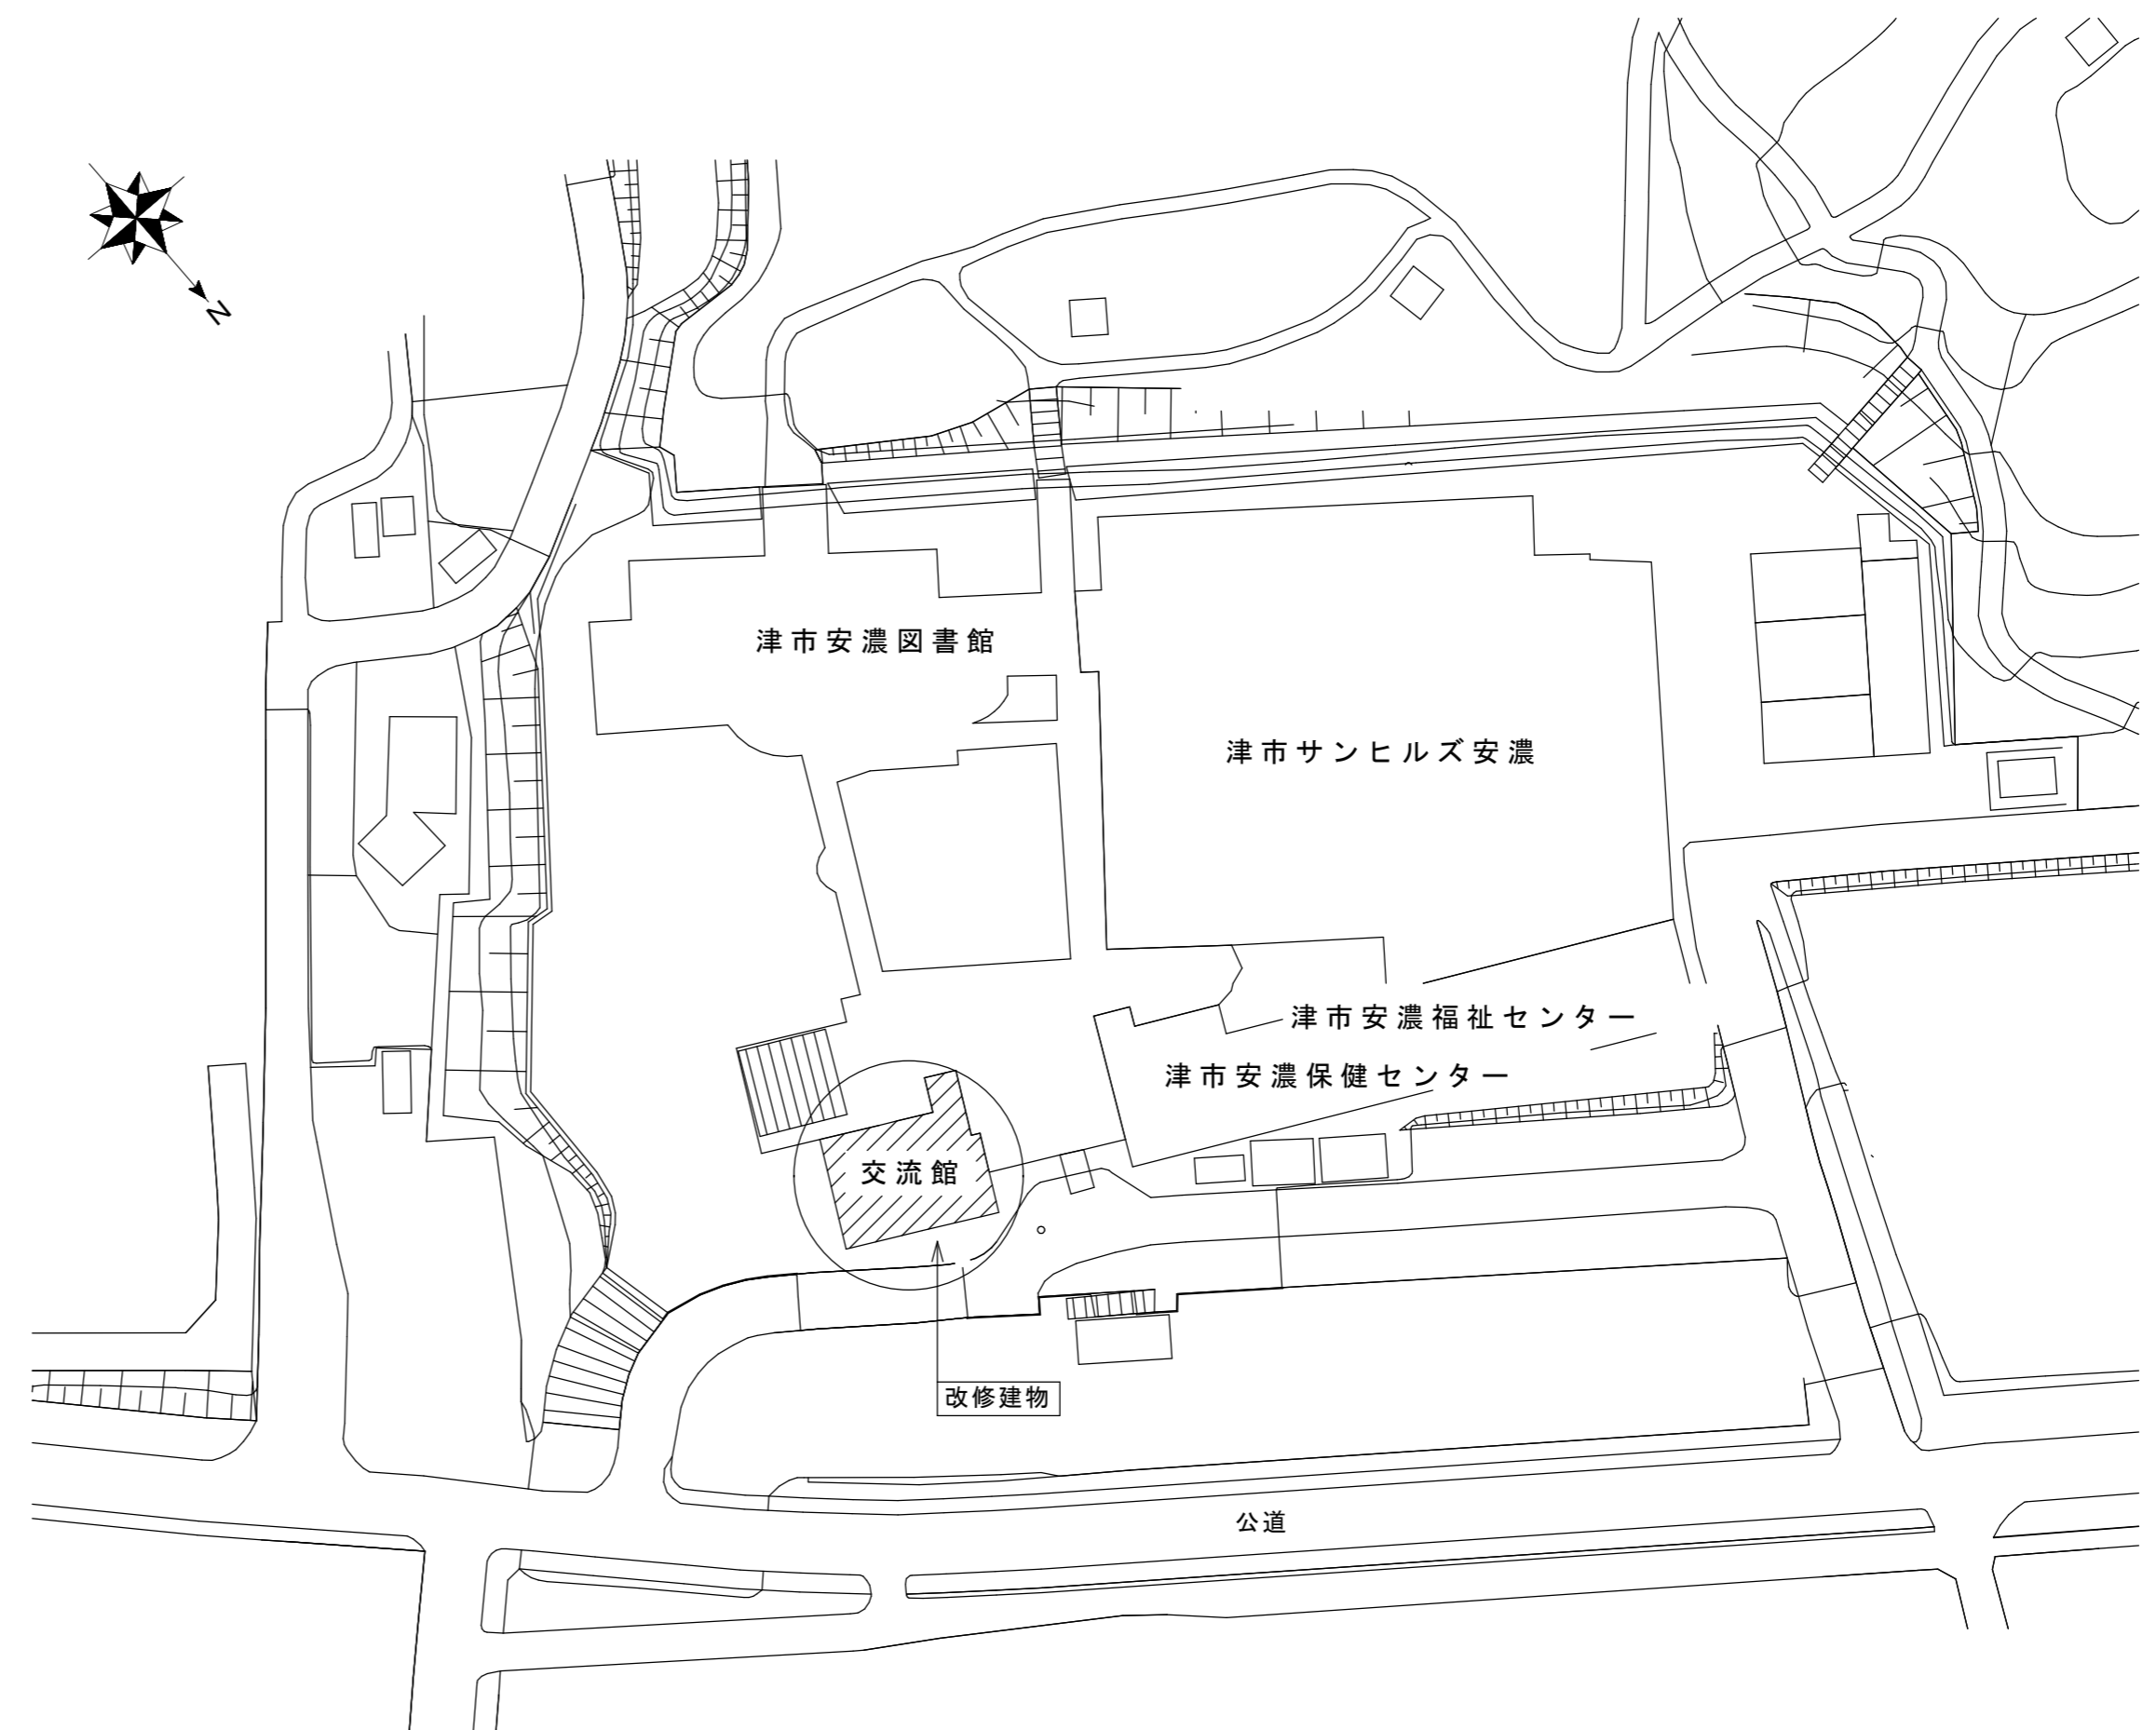 N
津市安濃図書館
津市サンヒルズ安濃
津市安濃福祉センター
津市安濃保健センター
交流館
改修建物
公道